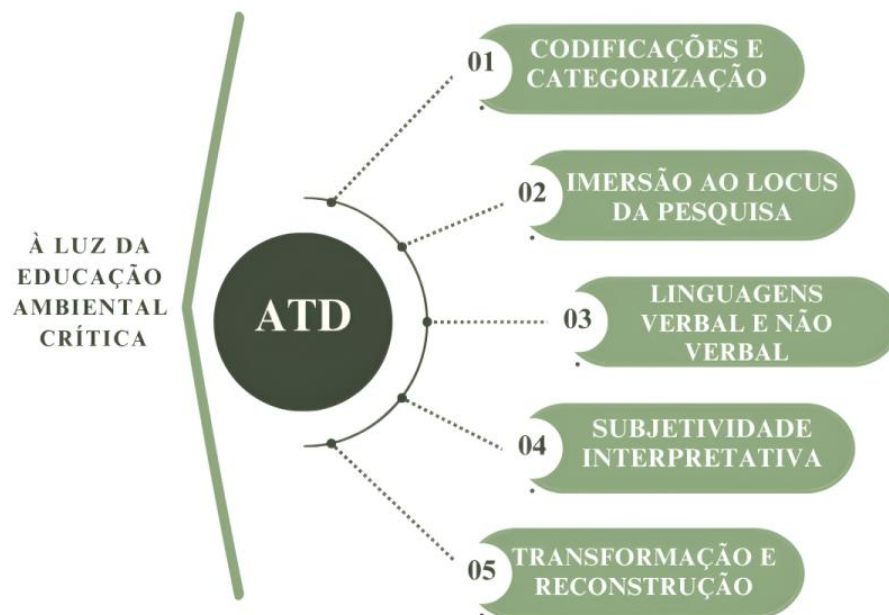 À LUZ DA
EDUCAÇÃO
AMBIENTAL
CRÍTICA
ATD
01
CODIFICAÇÕES E
CATEGORIZAÇÃO
02
IMERSÃO AO LOCUS
DA PESQUISA
03
LINGUAGENS
VERBAL E NÃO
VERBAL
04
SUBJETIVIDADE
INTERPRETATIVA
05
TRANSFORMAÇÃO E
RECONSTRUÇÃO